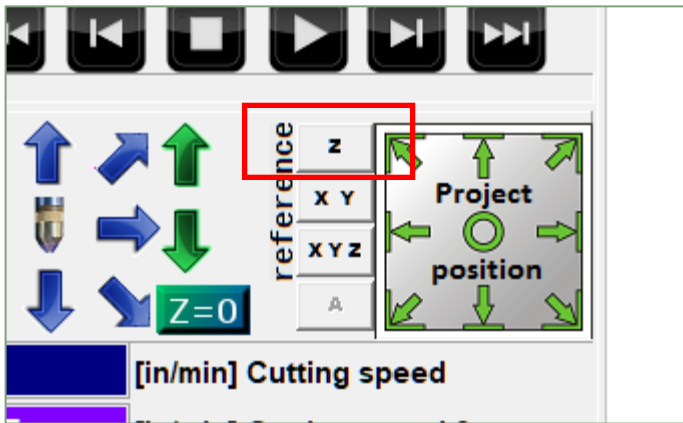 reference
Z
X Y
X Y Z
A
Project
position
Z=0
[in/min] Cutting speed